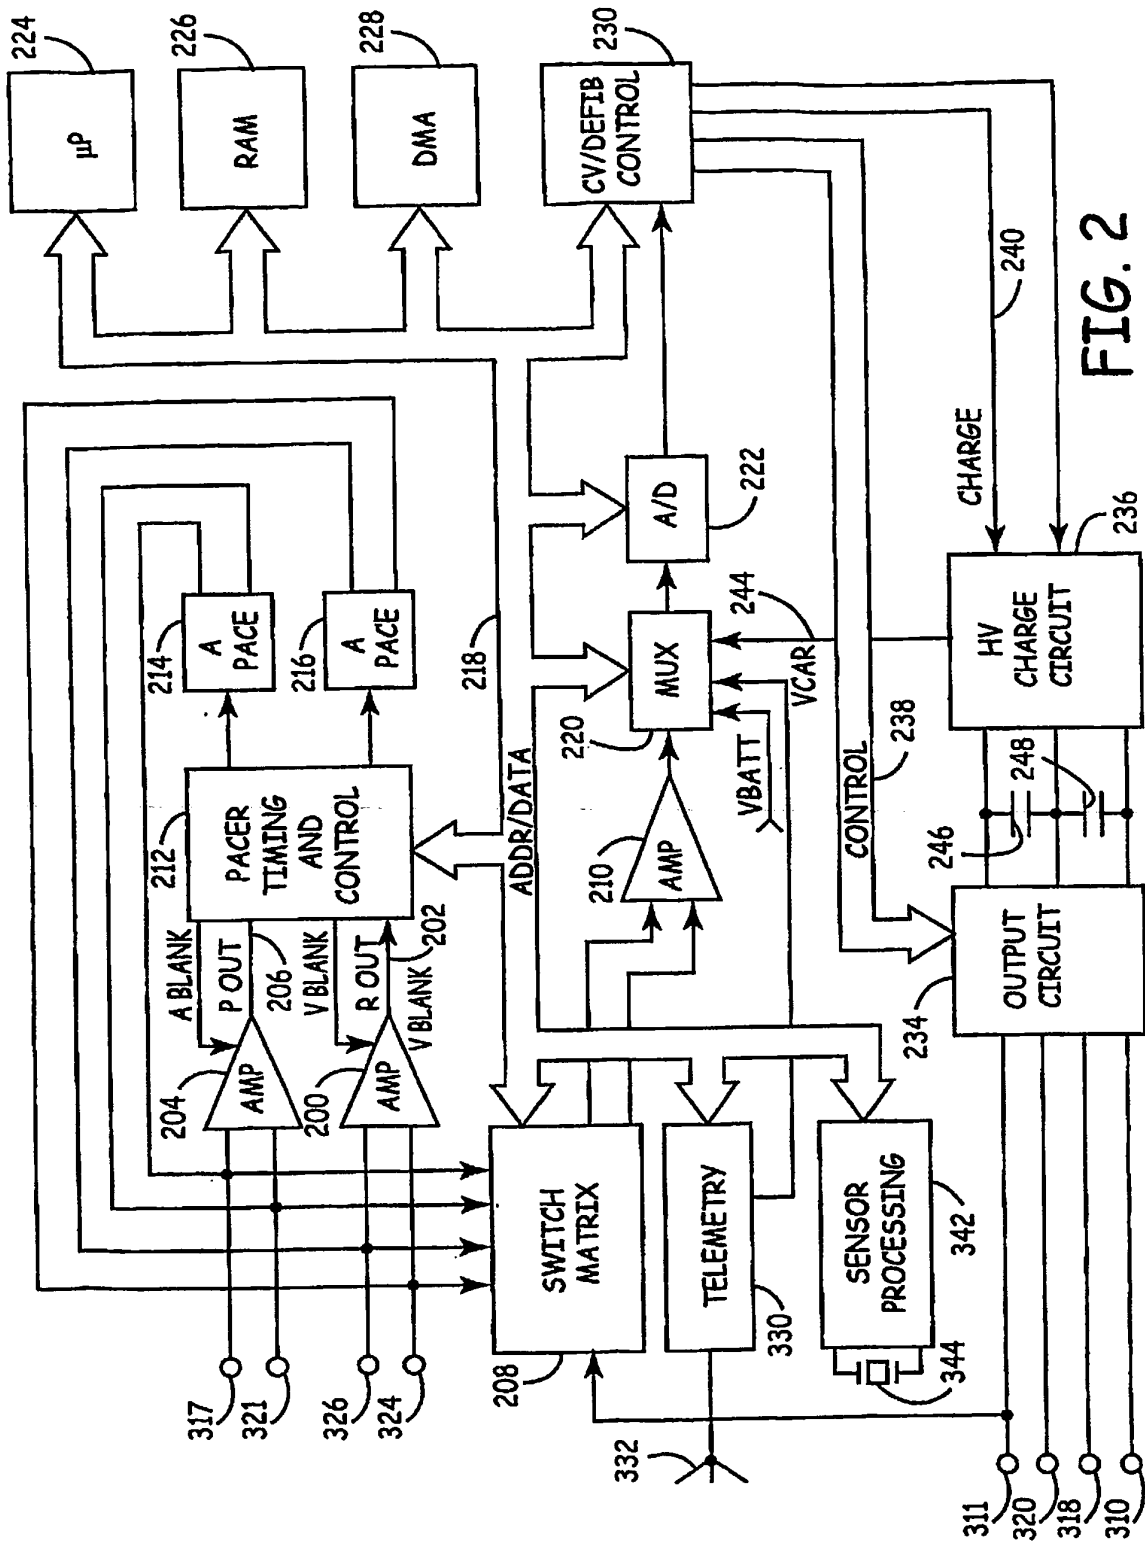 224
µP
226
RAM
228
DMA
230
CV/DEFIB
CONTROL
240
CHARGE
FIG. 2
214
A
PACE
216
A
PACE
218
ADDR/DATA
212
PACER
TIMING
AND
CONTROL
A BLANK
P OUT
206
V BLANK
R OUT
202
V BLANK
204
AMP
200
AMP
317
321
326
324
222
A/D
220
MUX
244
VCAR
VBATT
210
AMP
CONTROL
238
236
HV
CHARGE
CIRCUIT
246
248
234
OUTPUT
CIRCUIT
208
SWITCH
MATRIX
TELEMETRY
330
332
SENSOR
PROCESSING
342
344
311
320
318
310